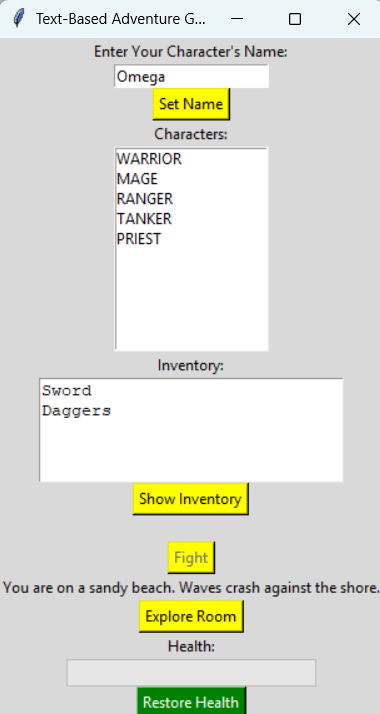 Text-Based Adventure G...
Enter Your Character's Name:
Omega
Set Name
Characters:
WARRIOR
MAGE
RANGER
TANKER
PRIEST
Inventory:
Sword
Daggers
Show Inventory
Fight
You are on a sandy beach. Waves crash against the shore.
Explore Room
Health:
Restore Health